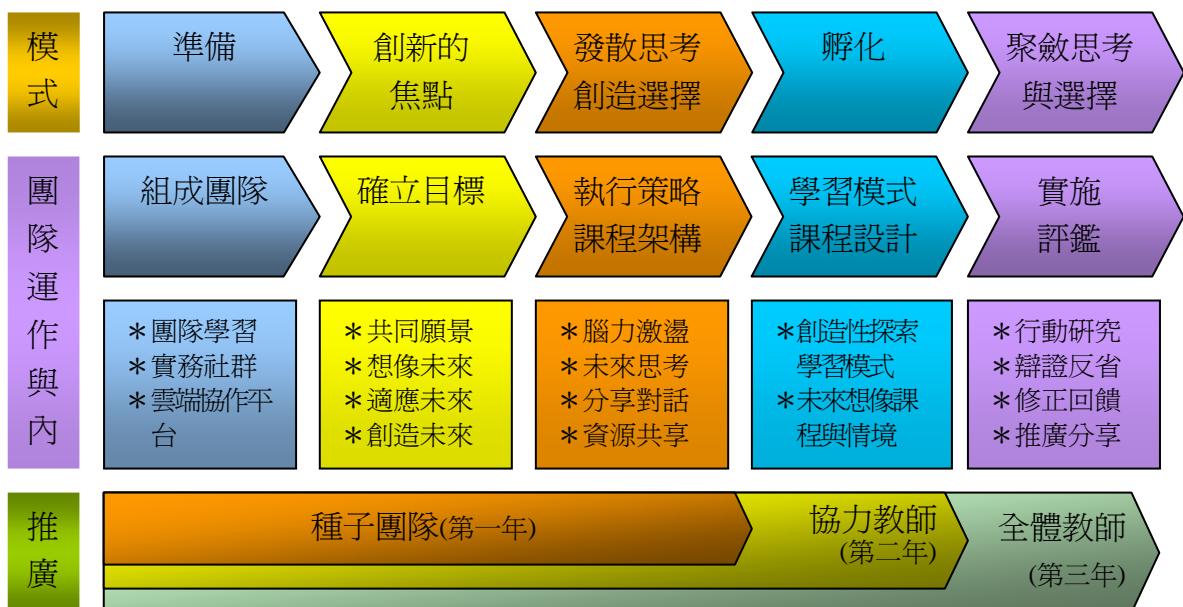 模式
準備
創新的
焦點
發散思考
創造選擇
孵化
聚斂思考
與選擇
團隊運作與內
組成團隊
確立目標
執行策略
課程架構
學習模式
課程設計
實施
評鑑
＊團隊學習
＊實務社群
＊雲端協作平
台
＊共同願景
＊想像未來
＊適應未來
＊創造未來
＊腦力激盪
＊未來思考
＊分享對話
＊資源共享
＊創造性探索
學習模式
＊未來想像課
程與情境
＊行動研究
＊辯證反省
＊修正回饋
＊推廣分享
推廣
種子團隊(第一年)
協力教師
(第二年)
全體教師
(第三年)